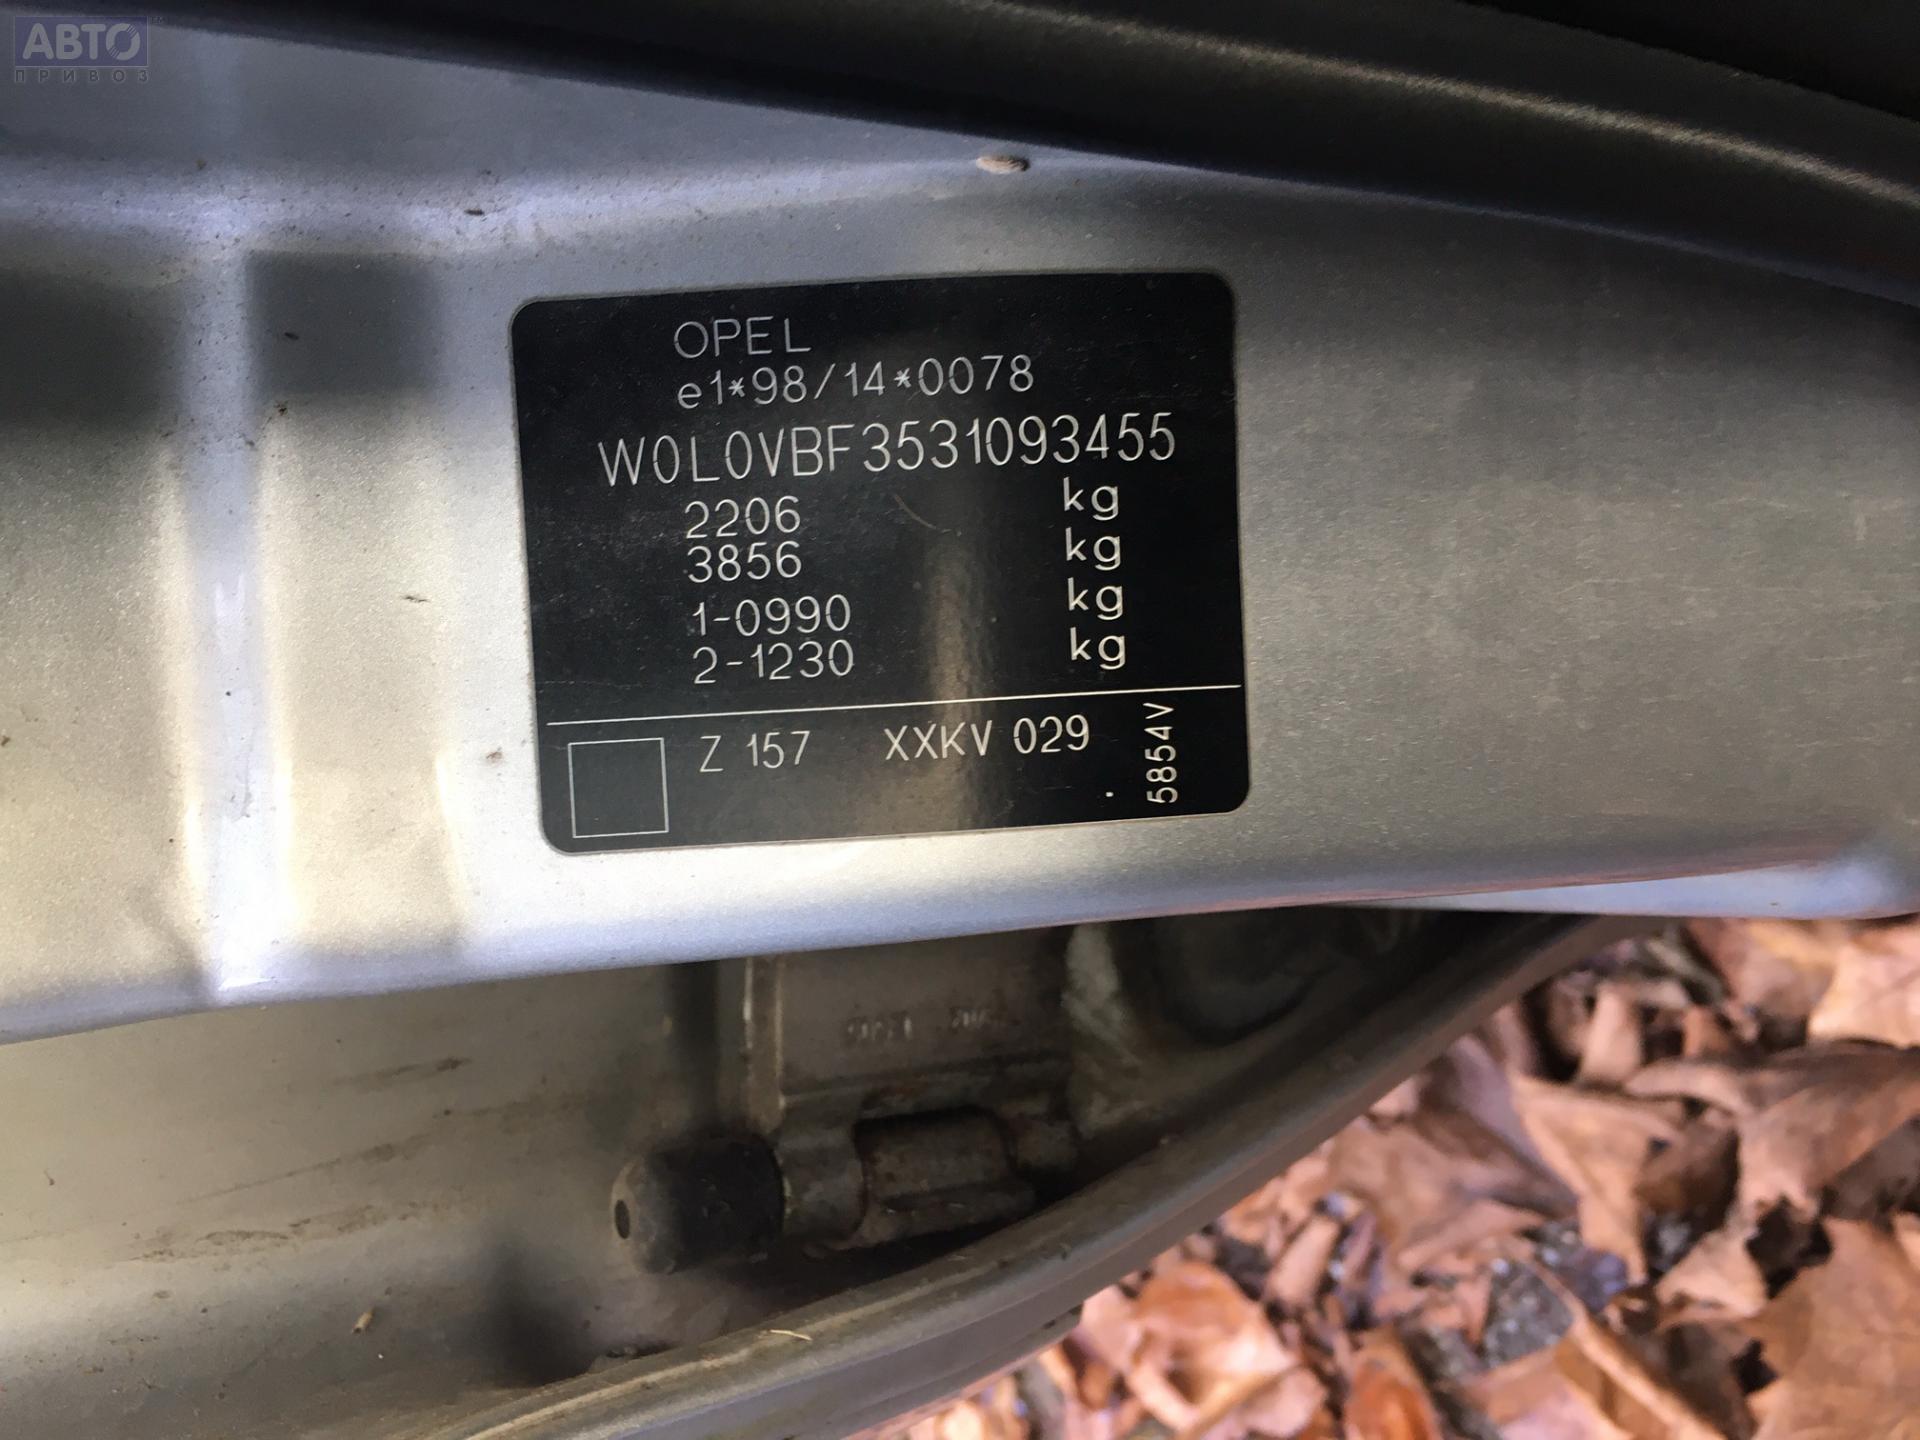 АВТО
ПРИВОЗ
OPEL
e1*98/14*0078
W0L0VBF3531093455
2206 kg
3856 kg
1-0990 kg
2-1230 kg
Z 157 XXKV 029
5854V